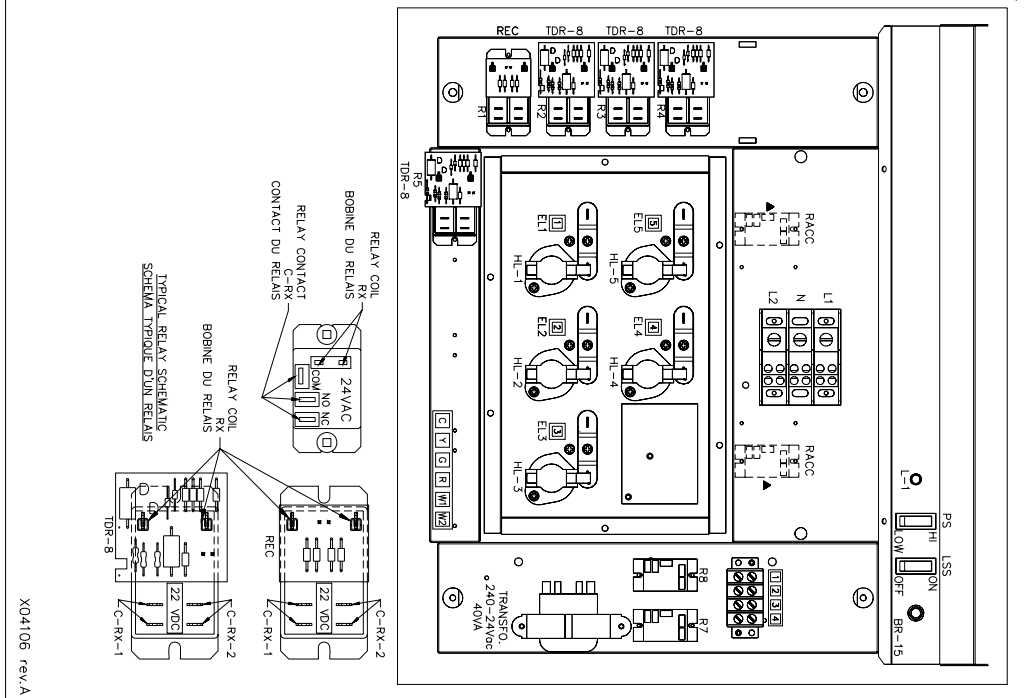 REC
TDR-8
TDR-8
TDR-8
R1
R2
R3
R4
R5
TDR-8
1
EL1
HL-1
5
EL5
HL-5
2
EL2
HL-2
4
EL4
HL-4
3
EL3
HL-3
RACC
L2
N
L1
RACC
L-1
PS
HI
LOW
LSS
ON
OFF
BR-15
C
Y
G
R
W1
W2
R8
R7
1
2
3
4
TRANSFO.
240-24Vac
40VA
RELAY COIL
RX
BOBINE DU RELAIS
RELAY CONTACT
C-RX
CONTACT DU RELAIS
24VAC
COM
NO
NC
TYPICAL RELAY SCHEMATIC
SCHEMA TYPIQUE D'UN RELAIS
RELAY COIL
RX
BOBINE DU RELAIS
TDR-8
22 VDC
C-RX-1
C-RX-2
REC
22 VDC
C-RX-1
C-RX-2
X04106 rev.A